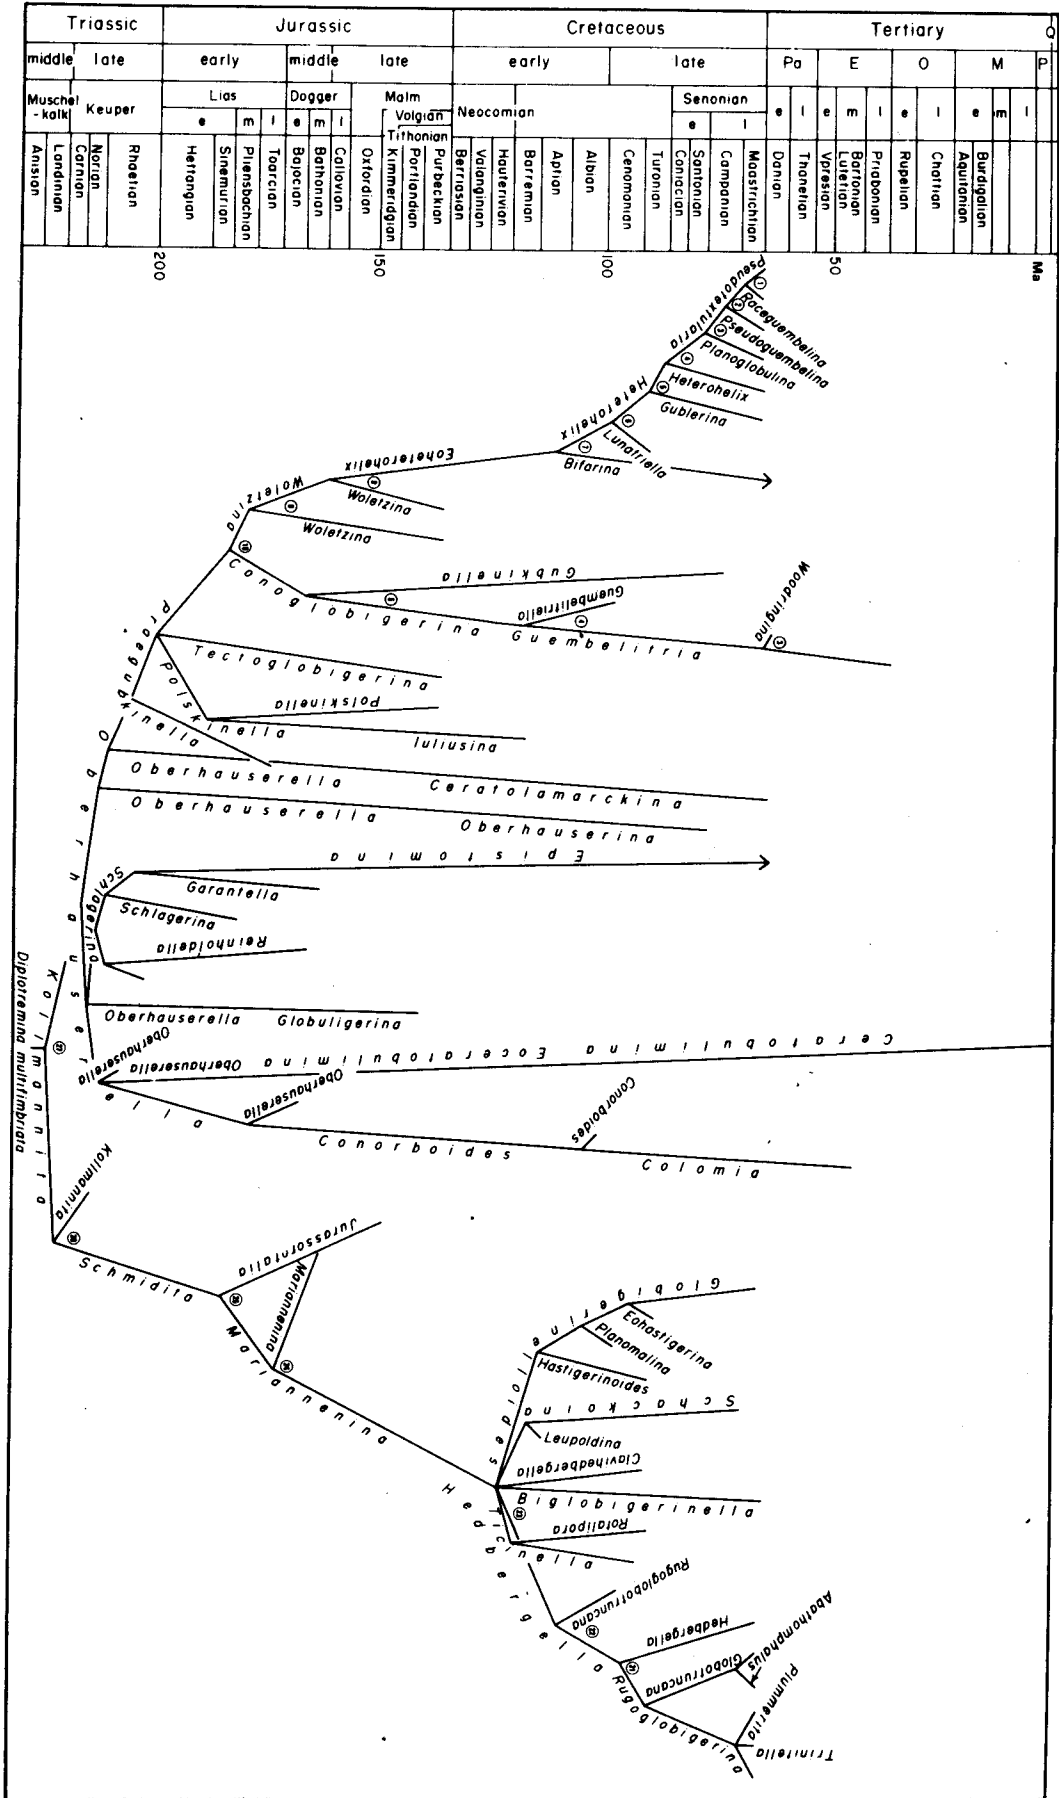 Triassic
Jurassic
Cretaceous
Tertiary
Q
middle
late
early
middle
late
early
late
Pa
E
O
M
P
Muschel
-kalk
Keuper
Lias
Dogger
Malm
Volgian
Tithonian
Neocomian
Senonian
e
m
l
e
m
l
e
l
e
l
e
m
l
e
l
e
m
l
Anisian
Landinian
Carnian
Norian
Rhaetian
Hettangian
Sinemurian
Pliensbachian
Toarcian
Bajocian
Bathonian
Callovian
Oxfordian
Kimmeridgian
Portlandian
Purbeckian
Berriasian
Valanginian
Hauterivian
Barremian
Aptian
Albian
Cenomanian
Turonian
Coniacian
Santonian
Campanian
Maastrichtian
Danian
Thanetian
Ypresian
Lutetian
Bartonian
Priabonian
Rupelian
Chattian
Aquitanian
Burdigalian
200
150
100
50
Ma
Pseudotextularia
Raceguembelina
Pseudoguembelina
Planoglobulina
Heterohelix
Gublerina
Heterohelix
Lunatriella
Bifarina
Eoheterohelix
Woletzina
Woletzina
Woletzina
Conoglobigerina
Gubkinella
Guembelitriella
Guembelitria
Woodringina
Praegubkinella
Tectoglobigerina
Polskinella
Polskinella
Iuliusina
Oberhauserella
Oberhauserella
Ceratolamarckina
Oberhauserella
Oberhauserina
Epistomina
Schlagerina
Garantella
Schlagerina
Reinholdella
Oberhauserella
Globuligerina
Kollmannita
Diplotremina multifimbriata
Oberhauserella
Oberhauserella
Eoceratobulimina
Ceratobulimina
Oberhauserella
Conorboides
Conorboides
Colomia
Kollmannita
Schmidita
Jurassorotalia
Mariannenina
Mariannenina
Globigerinelloides
Eohastigerina
Planomalina
Hastigerinoides
Schackoina
Leupoldina
Clavihedbergella
Biglobigerinella
Rotalipora
Ticinella
Hedbergella
Rugoglobotruncana
Hedbergella
Globotruncana
Abathomphalus
Rugoglobigerina
Plummerita
Trinitella